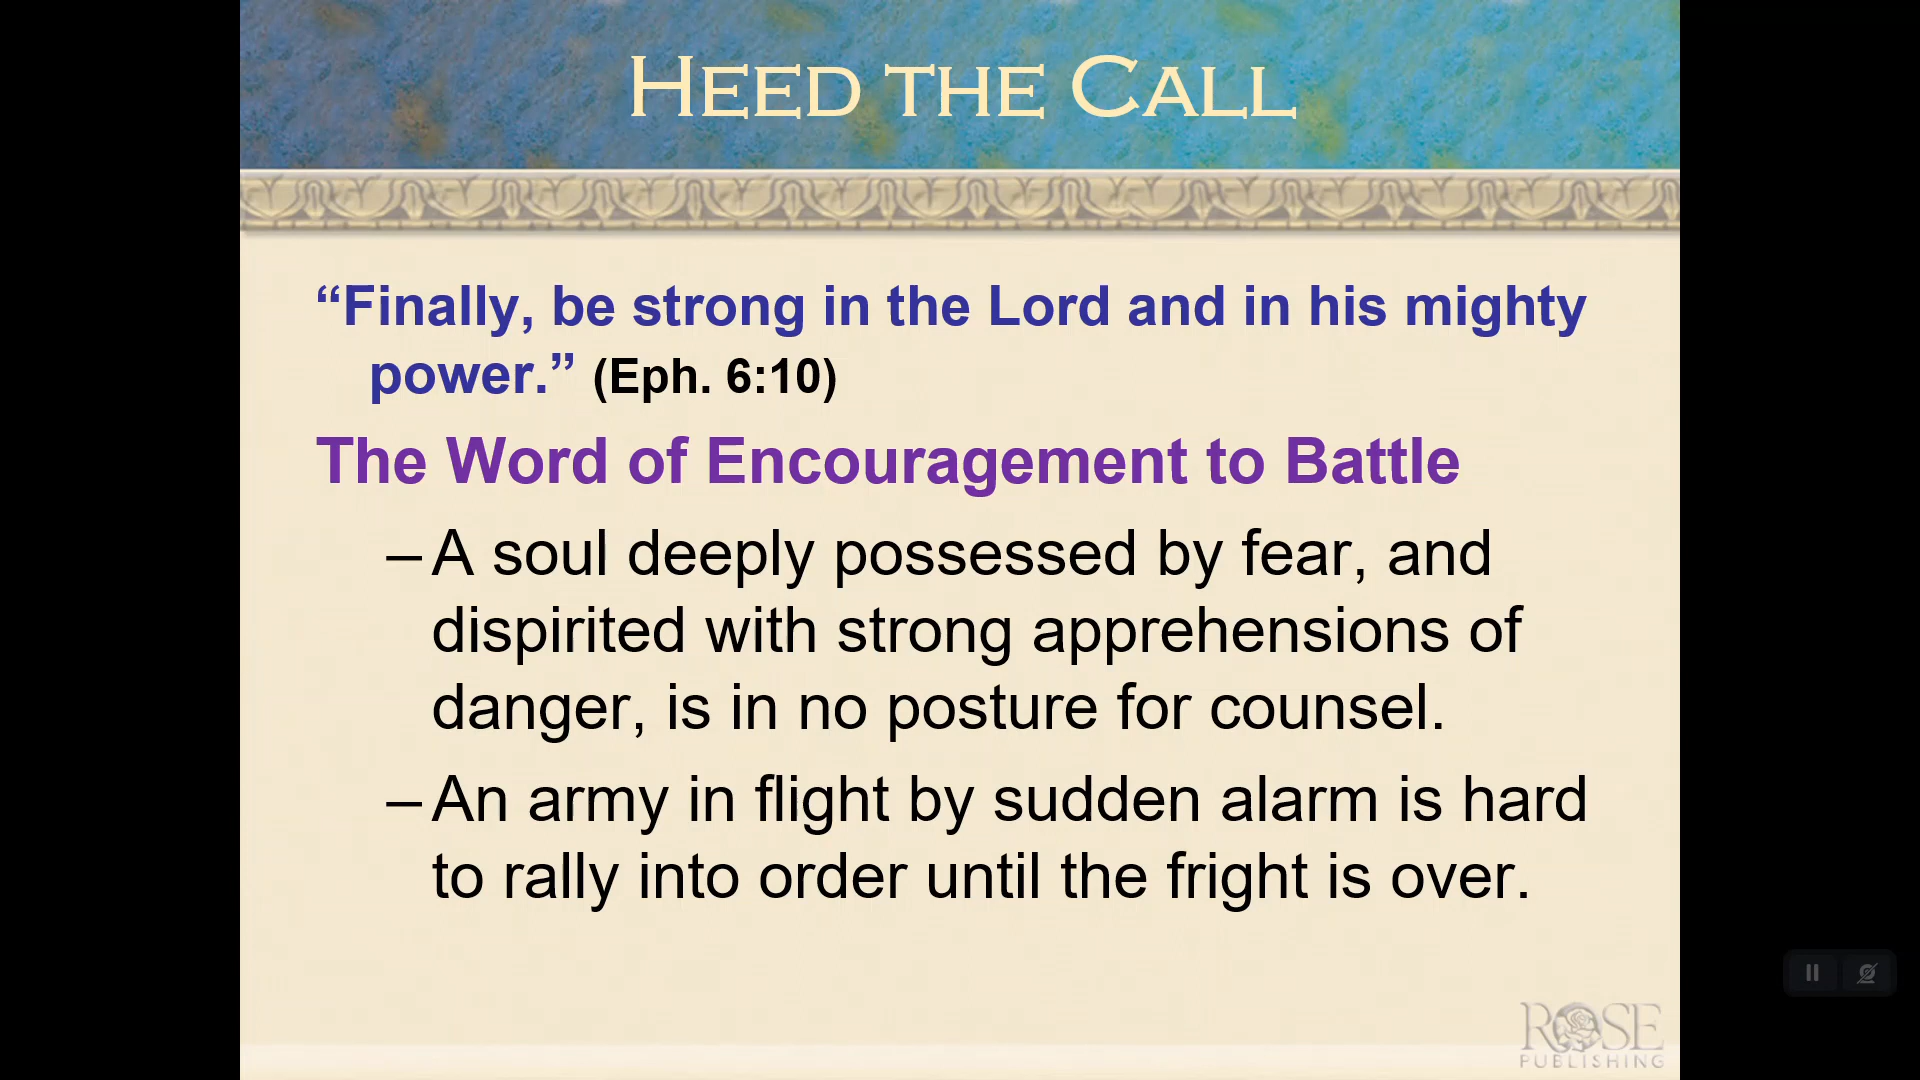 HEED THE CALL
“Finally, be strong in the Lord and in his mighty
power.” (Eph. 6:10)
The Word of Encouragement to Battle
– A soul deeply possessed by fear, and
dispirited with strong apprehensions of
danger, is in no posture for counsel.
– An army in flight by sudden alarm is hard
to rally into order until the fright is over.
ROSE
PUBLISHING